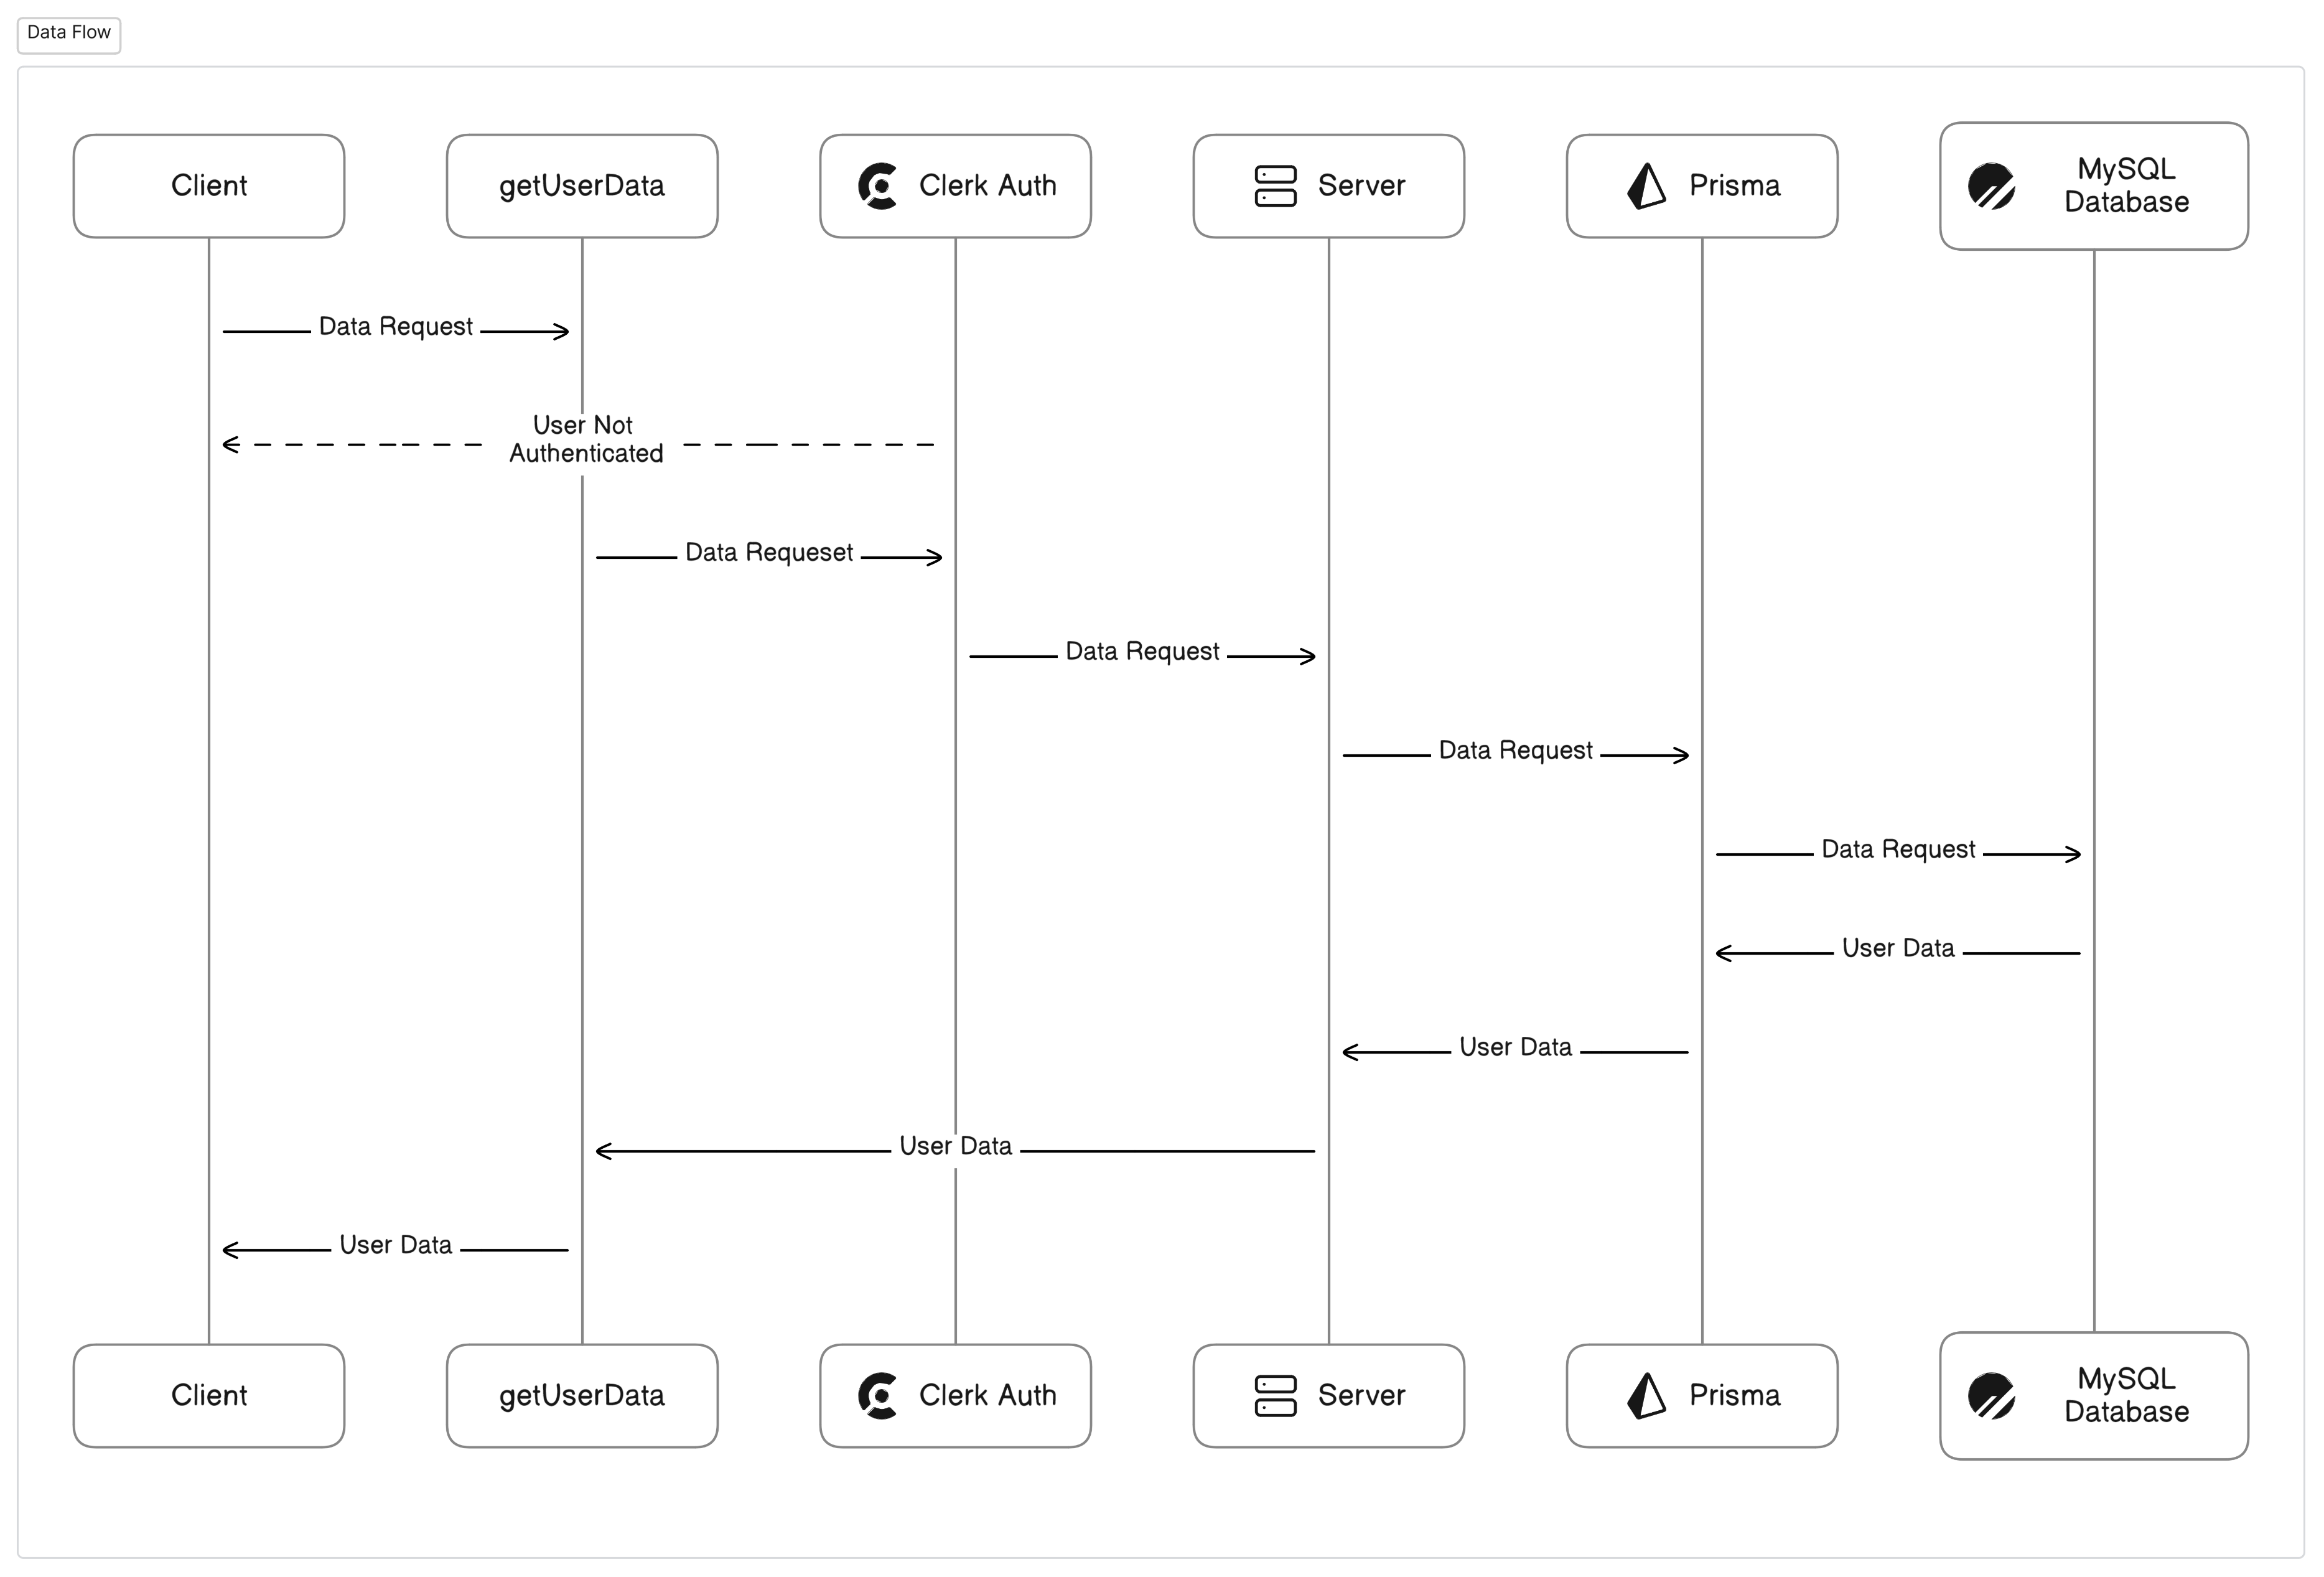 Data Flow
Client
getUserData
Clerk Auth
Server
Prisma
MySQL
Database
Data Request
User Not
Authenticated
Data Requeset
Data Request
Data Request
Data Request
User Data
User Data
User Data
User Data
Client
getUserData
Clerk Auth
Server
Prisma
MySQL
Database